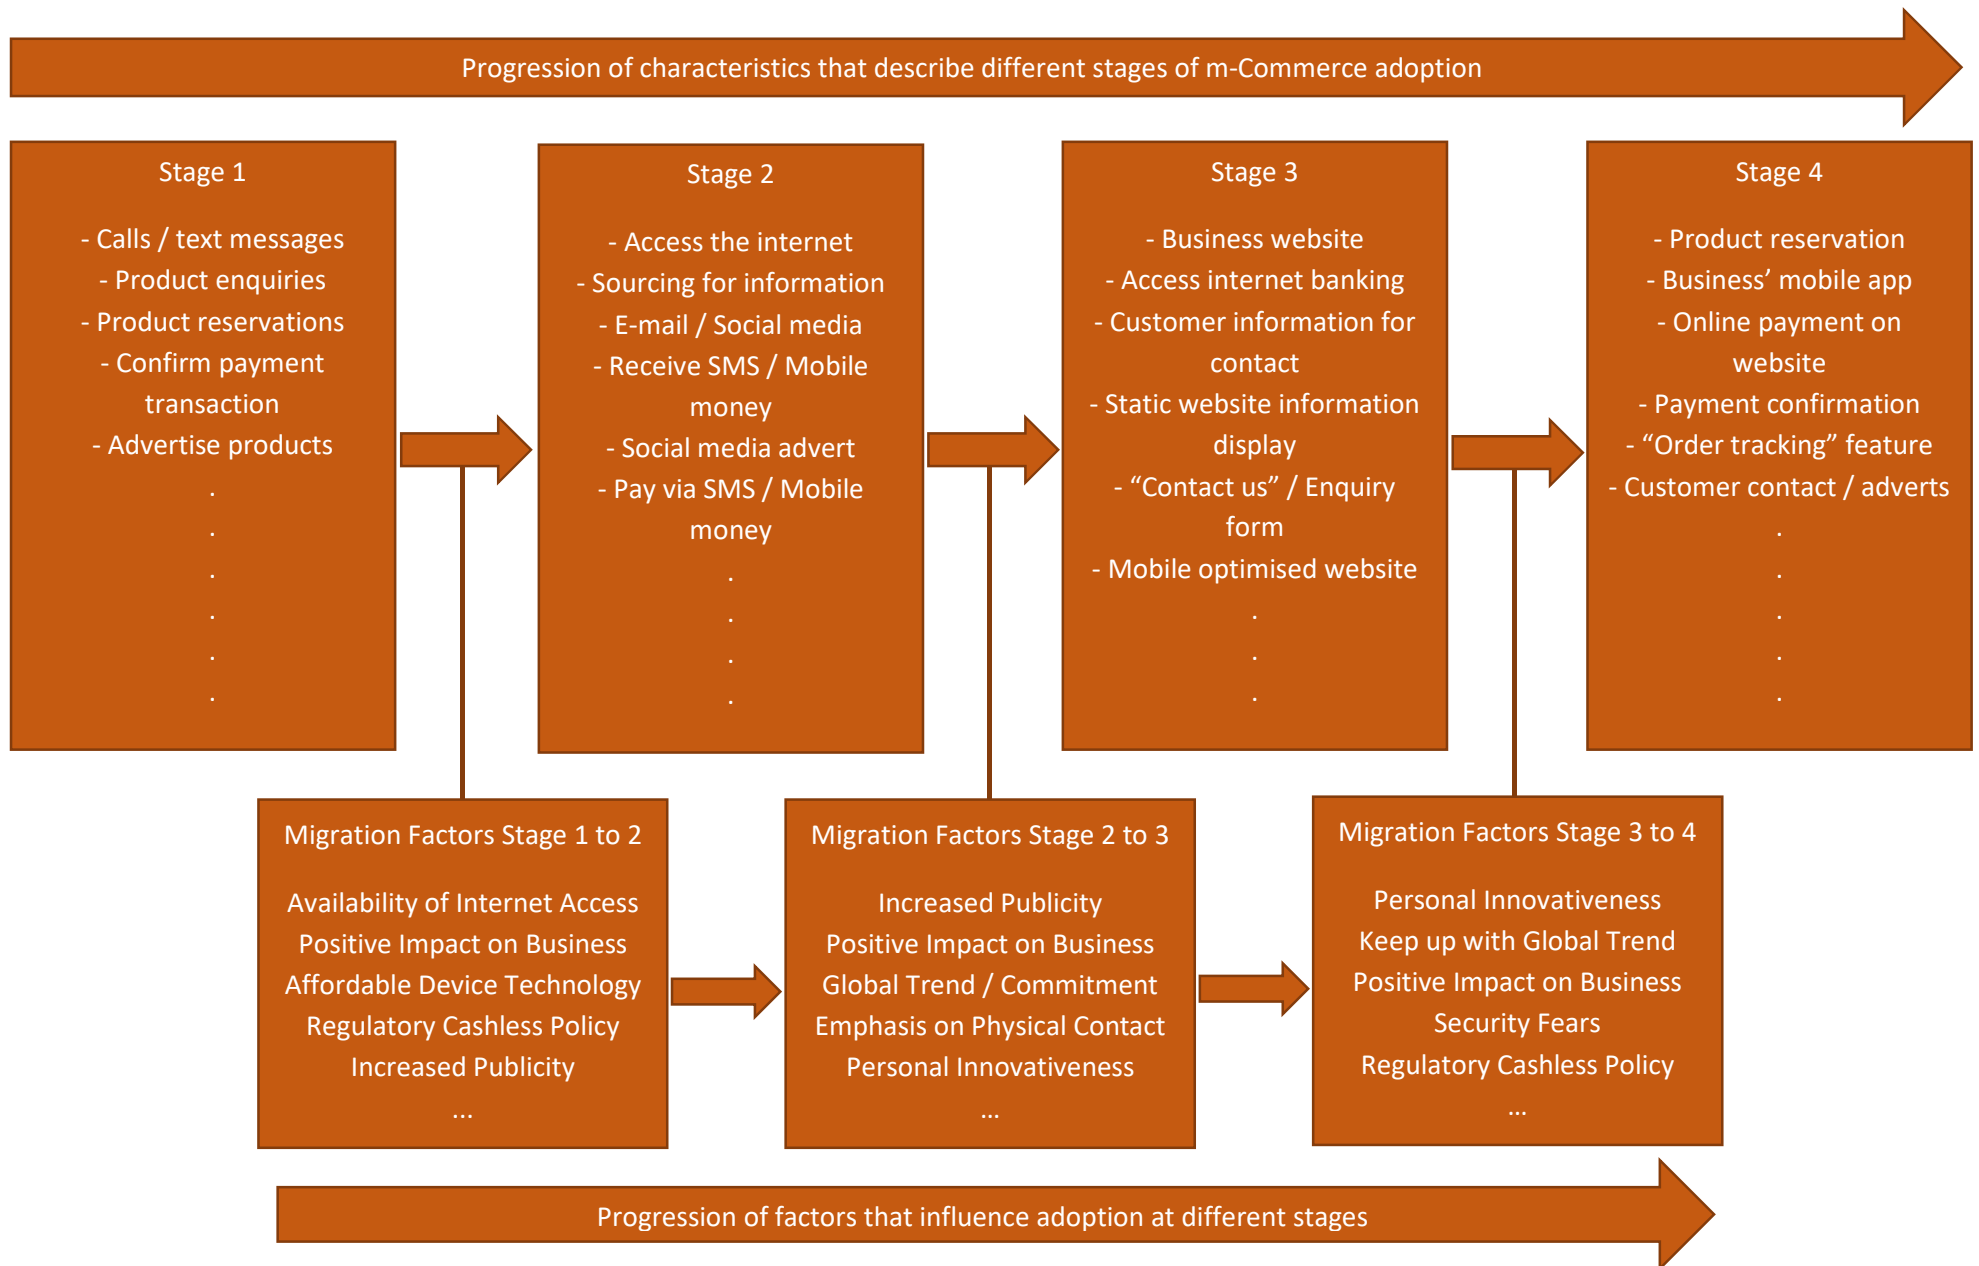 Progression of characteristics that describe different stages of m-Commerce adoption
Stage 1
- Calls / text messages
- Product enquiries
- Product reservations
- Confirm payment
transaction
- Advertise products
.
.
.
.
.
.
Stage 2
- Access the internet
- Sourcing for information
- E-mail / Social media
- Receive SMS / Mobile
money
- Social media advert
- Pay via SMS / Mobile
money
.
.
.
.
Stage 3
- Business website
- Access internet banking
- Customer information for
contact
- Static website information
display
- “Contact us” / Enquiry
form
- Mobile optimised website
.
.
.
Stage 4
- Product reservation
- Business’ mobile app
- Online payment on
website
- Payment confirmation
- “Order tracking” feature
- Customer contact / adverts
.
.
.
.
.
Migration Factors Stage 1 to 2
Availability of Internet Access
Positive Impact on Business
Affordable Device Technology
Regulatory Cashless Policy
Increased Publicity
...
Migration Factors Stage 2 to 3
Increased Publicity
Positive Impact on Business
Global Trend / Commitment
Emphasis on Physical Contact
Personal Innovativeness
...
Migration Factors Stage 3 to 4
Personal Innovativeness
Keep up with Global Trend
Positive Impact on Business
Security Fears
Regulatory Cashless Policy
...
Progression of factors that influence adoption at different stages